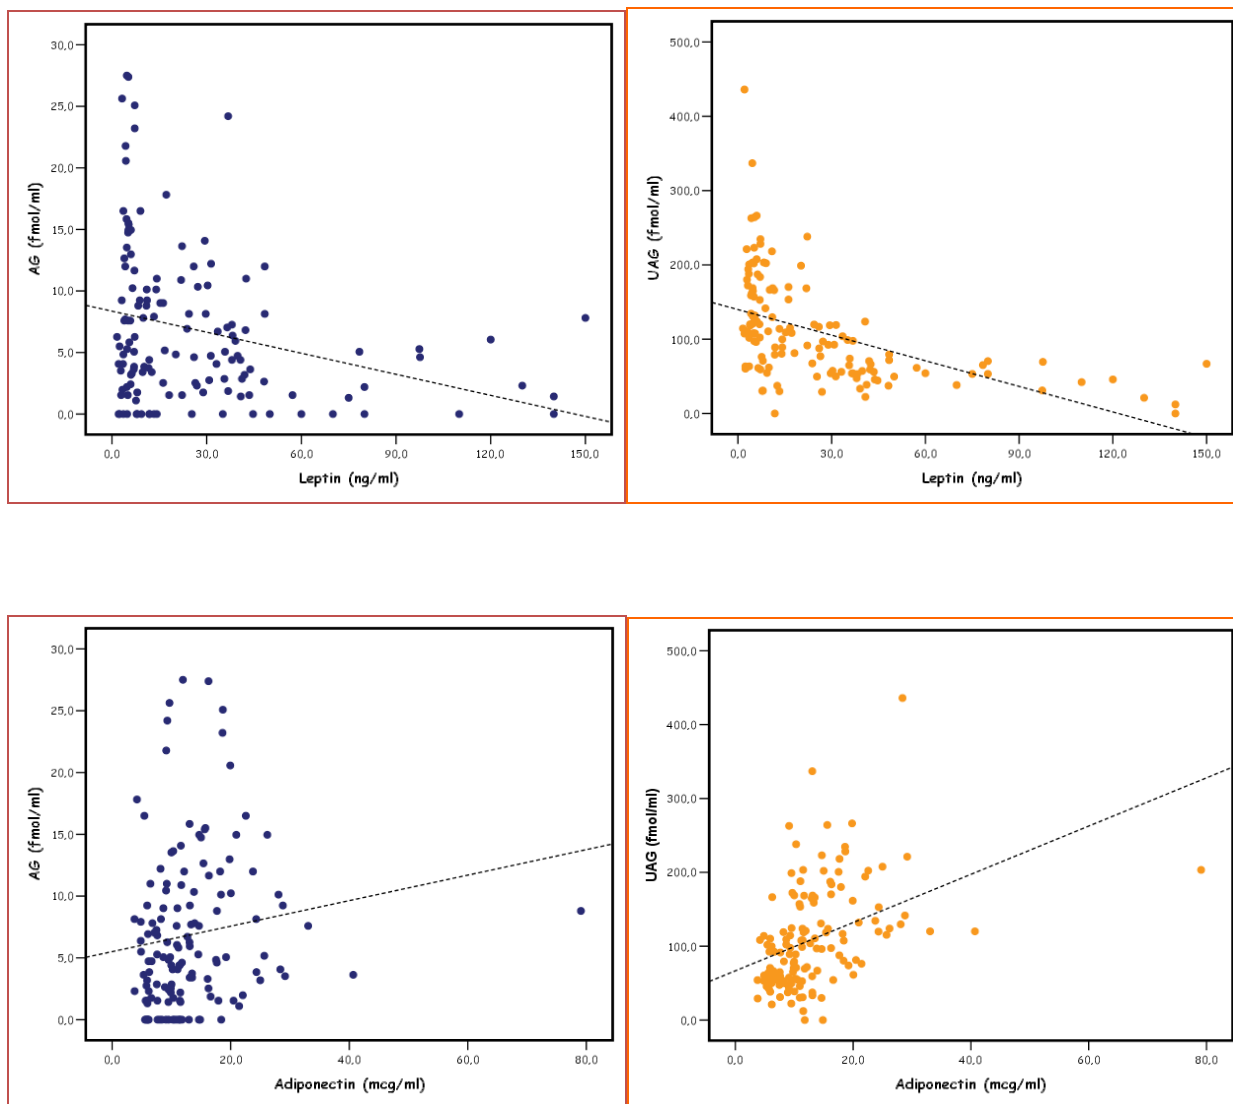 30,0
25,0
20,0
15,0
10,0
5,0
0,0
AG (fmol/ml)
0,0 30,0 60,0 90,0 120,0 150,0
Leptin (ng/ml)
500,0
400,0
300,0
200,0
100,0
0,0
UAG (fmol/ml)
0,0 30,0 60,0 90,0 120,0 150,0
Leptin (ng/ml)
30,0
25,0
20,0
15,0
10,0
5,0
0,0
AG (fmol/ml)
0,0 20,0 40,0 60,0 80,0
Adiponectin (mcg/ml)
500,0
400,0
300,0
200,0
100,0
0,0
UAG (fmol/ml)
0,0 20,0 40,0 60,0 80,0
Adiponectin (mcg/ml)